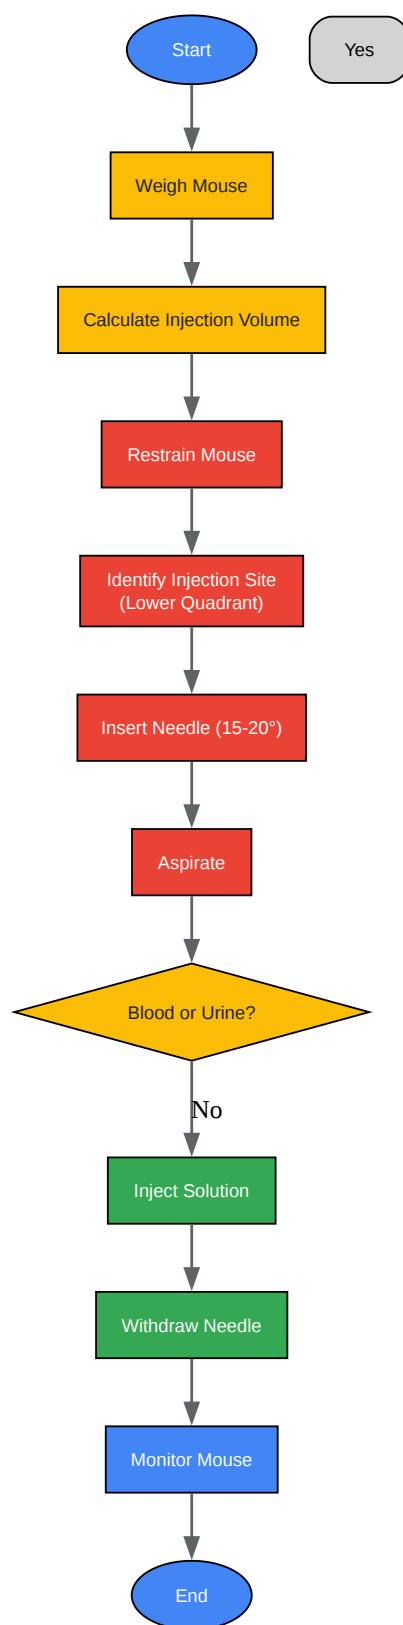 Start
Yes
Weigh Mouse
Calculate Injection Volume
Restrain Mouse
Identify Injection Site
(Lower Quadrant)
Insert Needle (15-20°)
Aspirate
Blood or Urine?
No
Inject Solution
Withdraw Needle
Monitor Mouse
End